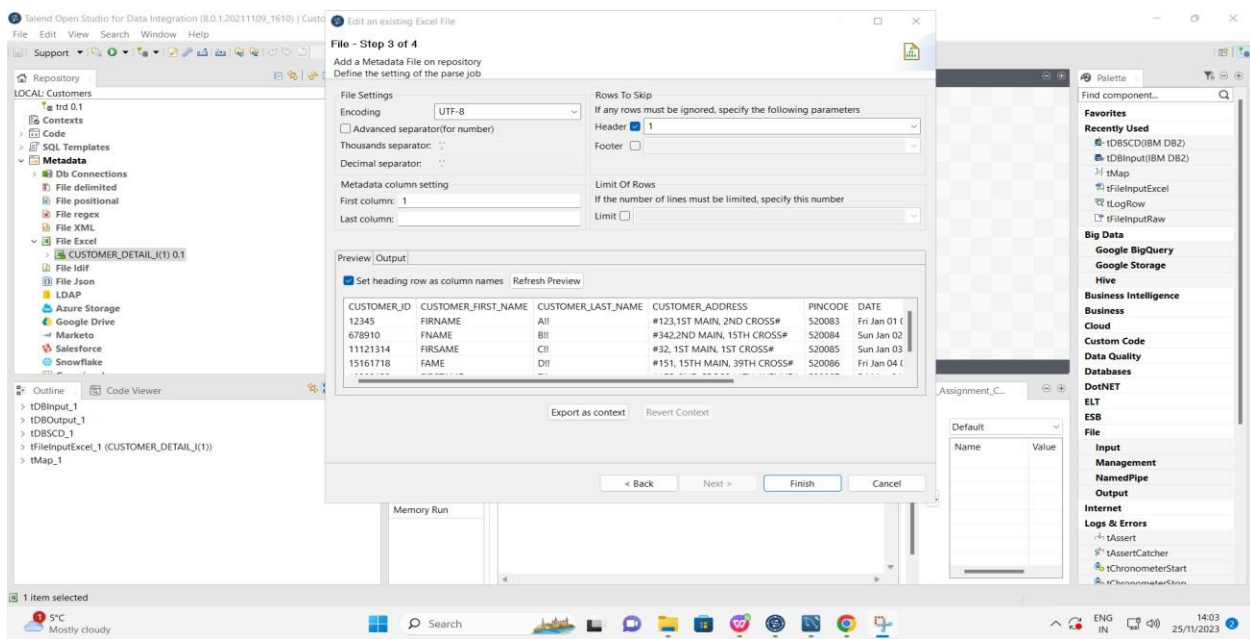 Talend Open Studio for Data Integration (8.0.1.20211109_1610) | Custo
File Edit View Search Window Help
Support
Repository
LOCAL: Customers
trd 0.1
Contexts
Code
SQL Templates
Metadata
Db Connections
File delimited
File positional
File regex
File XML
File Excel
CUSTOMER_DETAIL_I(1) 0.1
File ldif
File Json
LDAP
Azure Storage
Google Drive
Marketo
Salesforce
Snowflake
Outline Code Viewer
tDBInput_1
tDBOutput_1
tDBSCD_1
tFileInputExcel_1 (CUSTOMER_DETAIL_I(1))
tMap_1
1 item selected
Edit an existing Excel File
File - Step 3 of 4
Add a Metadata File on repository
Define the setting of the parse job
File Settings
Encoding UTF-8
Advanced separator(for number)
Thousands separator: ','
Decimal separator: '.'
Rows To Skip
If any rows must be ignored, specify the following parameters
Header 1
Footer
Metadata column setting
First column: 1
Last column:
Limit Of Rows
If the number of lines must be limited, specify this number
Limit
Preview Output
Set heading row as column names Refresh Preview
CUSTOMER_ID CUSTOMER_FIRST_NAME CUSTOMER_LAST_NAME CUSTOMER_ADDRESS PINCODE DATE
12345 FIRNAME A!! #123,1ST MAIN, 2ND CROSS# 520083 Fri Jan 01 (
678910 FNAME B!! #342,2ND MAIN, 15TH CROSS# 520084 Sun Jan 02
11121314 FIRSAME C!! #32, 1ST MAIN, 1ST CROSS# 520085 Sun Jan 03
15161718 FAME D!! #151, 15TH MAIN, 39TH CROSS# 520086 Fri Jan 04 (
Export as context Revert Context
< Back Next > Finish Cancel
Memory Run
_Assignment_C...
Default
Name Value
Palette
Find component...
Favorites
Recently Used
tDBSCD(IBM DB2)
tDBInput(IBM DB2)
tMap
tFileInputExcel
tLogRow
tFileInputRaw
Big Data
Google BigQuery
Google Storage
Hive
Business Intelligence
Business
Cloud
Custom Code
Data Quality
Databases
DotNET
ELT
ESB
File
Input
Management
NamedPipe
Output
Internet
Logs & Errors
tAssert
tAssertCatcher
tChronometerStart
tChronometerStop
1
5°C
Mostly cloudy
Search
ENG
IN
14:03
25/11/2023
2